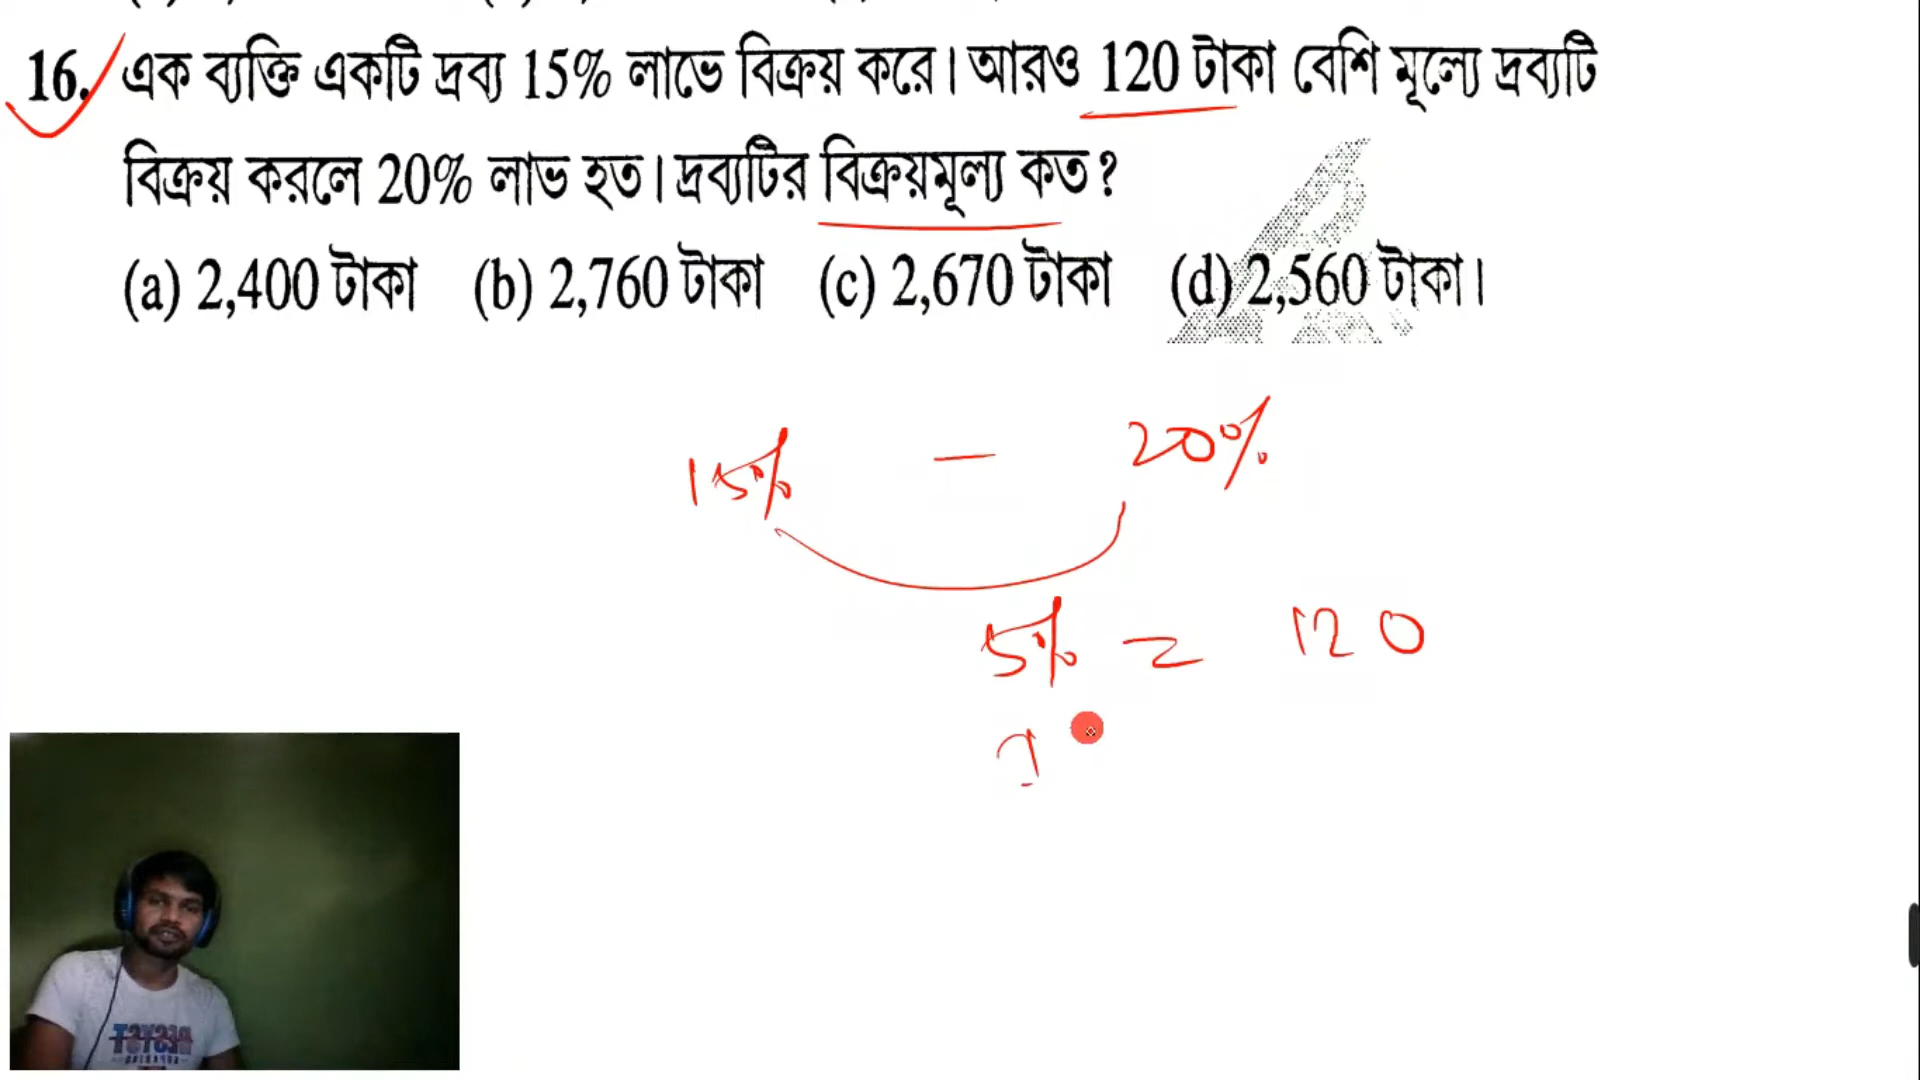 16. এক ব্যক্তি একটি দ্রব্য 15% লাভে বিক্রয় করে। আরও 120 টাকা বেশি মূল্যে দ্রব্যটি
বিক্রয় করলে 20% লাভ হত। দ্রব্যটির বিক্রয়মূল্য কত?
(a) 2,400 টাকা (b) 2,760 টাকা (c) 2,670 টাকা (d) 2,560 টাকা।
15% – 20%
5% = 120